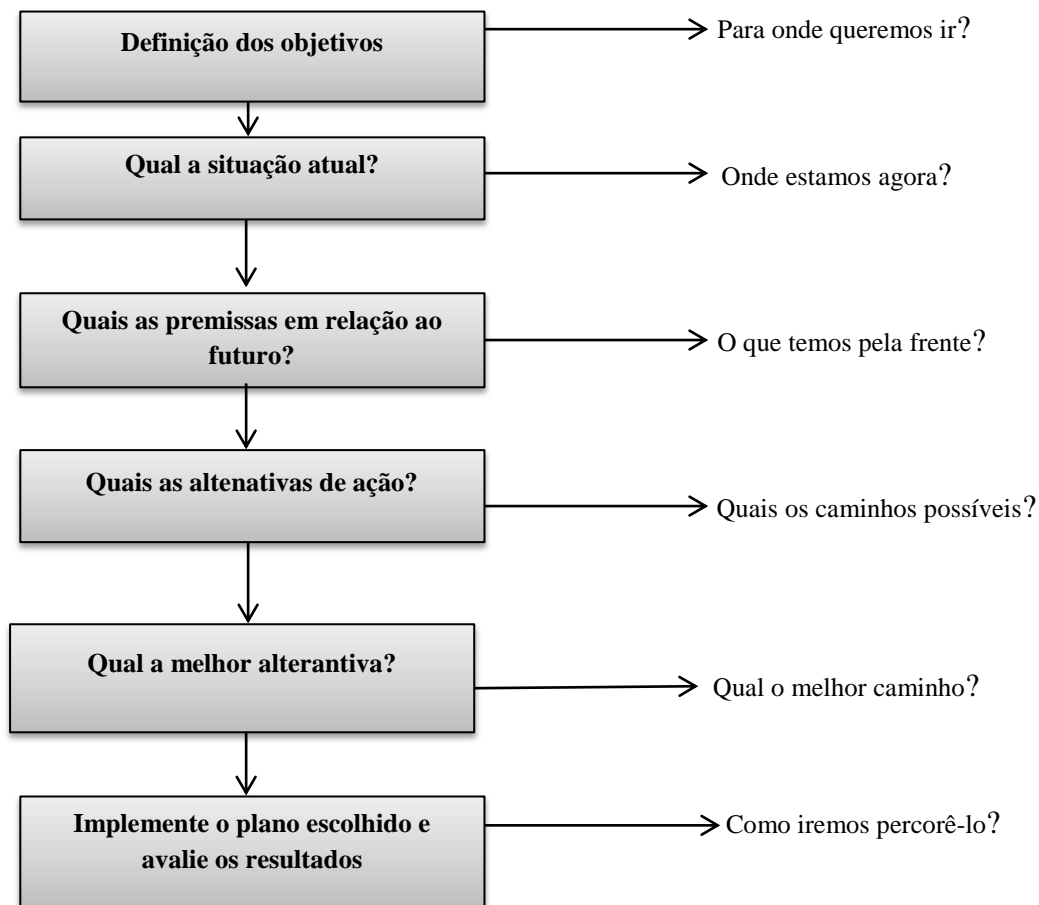 Definição dos objetivos
Para onde queremos ir?
Qual a situação atual?
Onde estamos agora?
Quais as premissas em relação ao
futuro?
O que temos pela frente?
Quais as altenativas de ação?
Quais os caminhos possíveis?
Qual a melhor alterantiva?
Qual o melhor caminho?
Implemente o plano escolhido e
avalie os resultados
Como iremos percorê-lo?